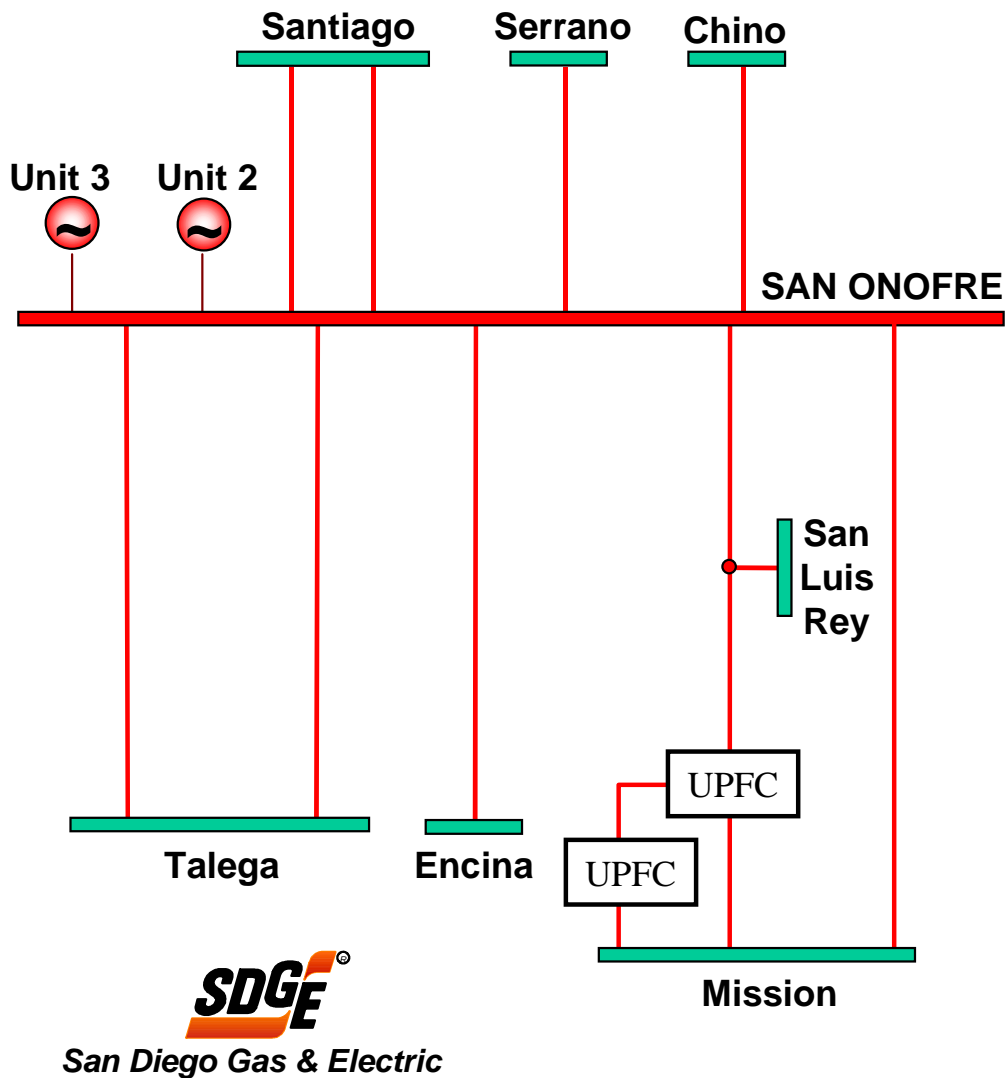 Santiago
Serrano
Chino
Unit 3
Unit 2
~
~
SAN ONOFRE
San
Luis
Rey
UPFC
UPFC
Talega
Encina
Mission
SDGE ®
San Diego Gas & Electric